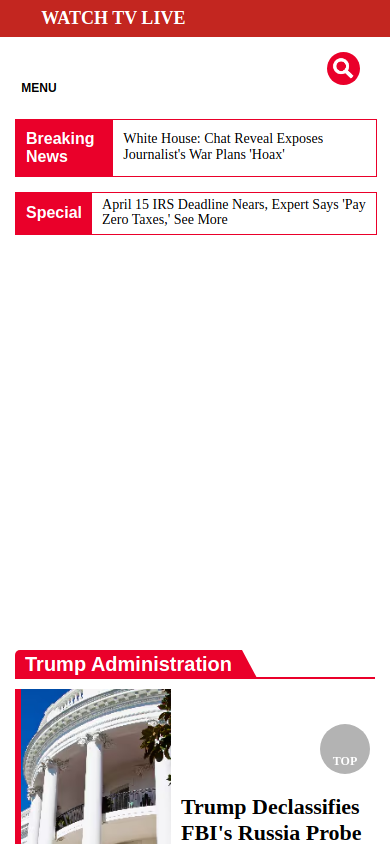 WATCH TV LIVE
MENU
Breaking
News
White House: Chat Reveal Exposes
Journalist's War Plans 'Hoax'
Special
April 15 IRS Deadline Nears, Expert Says 'Pay
Zero Taxes,' See More
Trump Administration
TOP
Trump Declassifies
FBI's Russia Probe